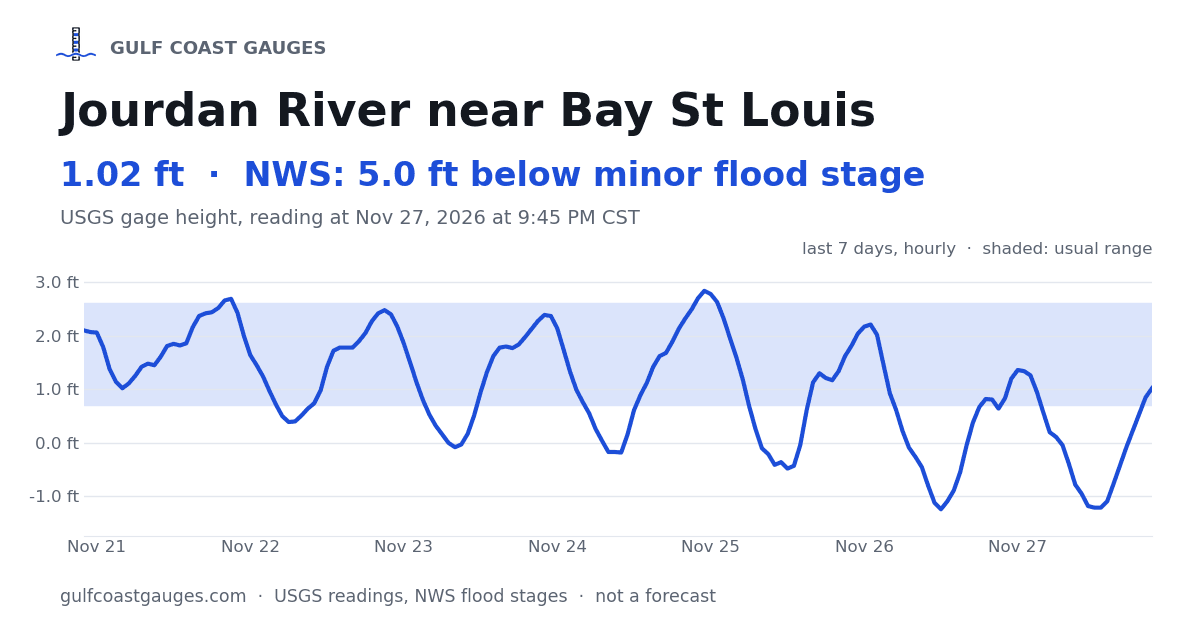 GULF COAST GAUGES
Jourdan River near Bay St Louis
1.02 ft · NWS: 5.0 ft below minor flood stage
USGS gage height, reading at Nov 27, 2026 at 9:45 PM CST
last 7 days, hourly · shaded: usual range
3.0 ft
2.0 ft
1.0 ft
0.0 ft
-1.0 ft
Nov 21 Nov 22 Nov 23 Nov 24 Nov 25 Nov 26 Nov 27
gulfcoastgauges.com · USGS readings, NWS flood stages · not a forecast